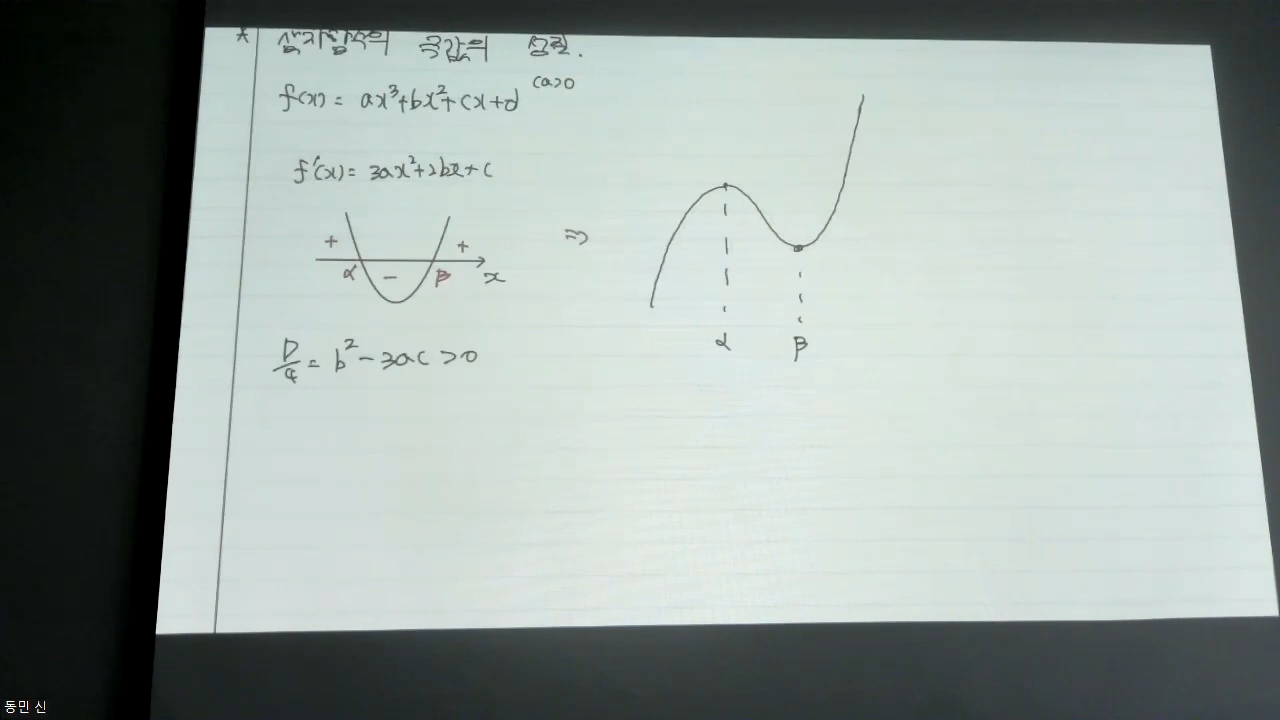 * 삼차함수의 극값의 성질.
f(x) = ax³+bx²+cx+d (a>0
f'(x) = 3ax²+2bx+c
+ +
α − β x
⇒
α β
D/4 = b²-3ac >0
동민 신